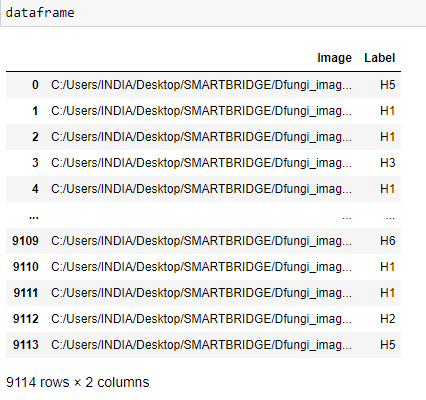 dataframe
Image Label
0 C:/Users/INDIA/Desktop/SMARTBRIDGE/Dfungi_imag... H5
1 C:/Users/INDIA/Desktop/SMARTBRIDGE/Dfungi_imag... H1
2 C:/Users/INDIA/Desktop/SMARTBRIDGE/Dfungi_imag... H1
3 C:/Users/INDIA/Desktop/SMARTBRIDGE/Dfungi_imag... H3
4 C:/Users/INDIA/Desktop/SMARTBRIDGE/Dfungi_imag... H1
... ... ...
9109 C:/Users/INDIA/Desktop/SMARTBRIDGE/Dfungi_imag... H6
9110 C:/Users/INDIA/Desktop/SMARTBRIDGE/Dfungi_imag... H1
9111 C:/Users/INDIA/Desktop/SMARTBRIDGE/Dfungi_imag... H1
9112 C:/Users/INDIA/Desktop/SMARTBRIDGE/Dfungi_imag... H2
9113 C:/Users/INDIA/Desktop/SMARTBRIDGE/Dfungi_imag... H5
9114 rows × 2 columns